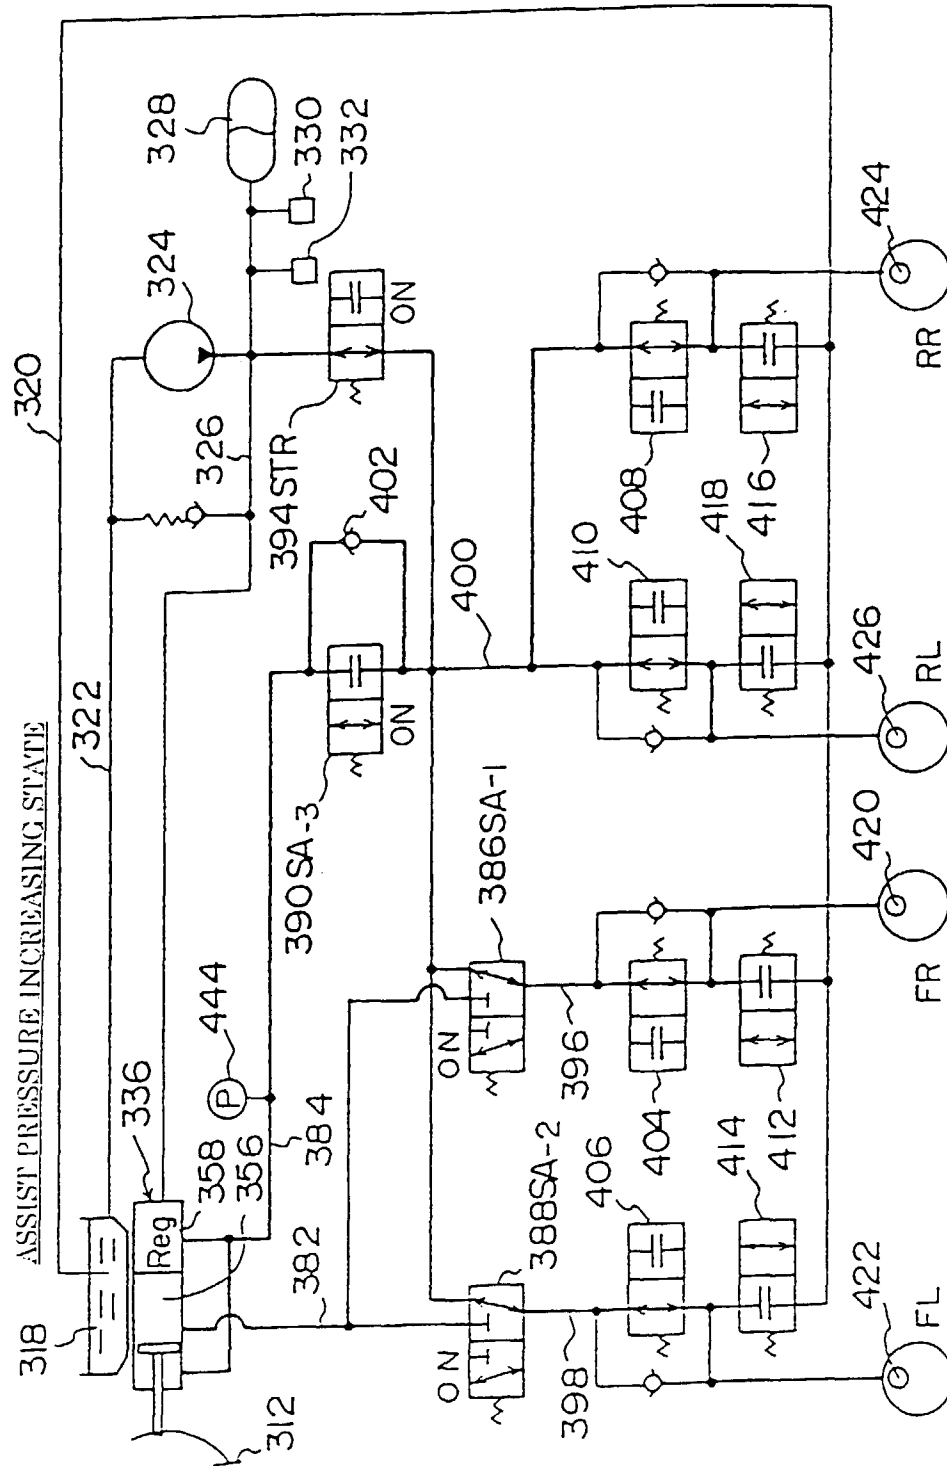 ASSIST PRESSURE INCREASING STATE
320
322
324
328
326
330
332
318
336
358
356
Reg
P
444
384
382
312
390SA-3
ON
402
394STR
ON
400
388SA-2
ON
386SA-1
ON
398
396
406
404
410
408
414
412
418
416
422
420
426
424
FL
FR
RL
RR